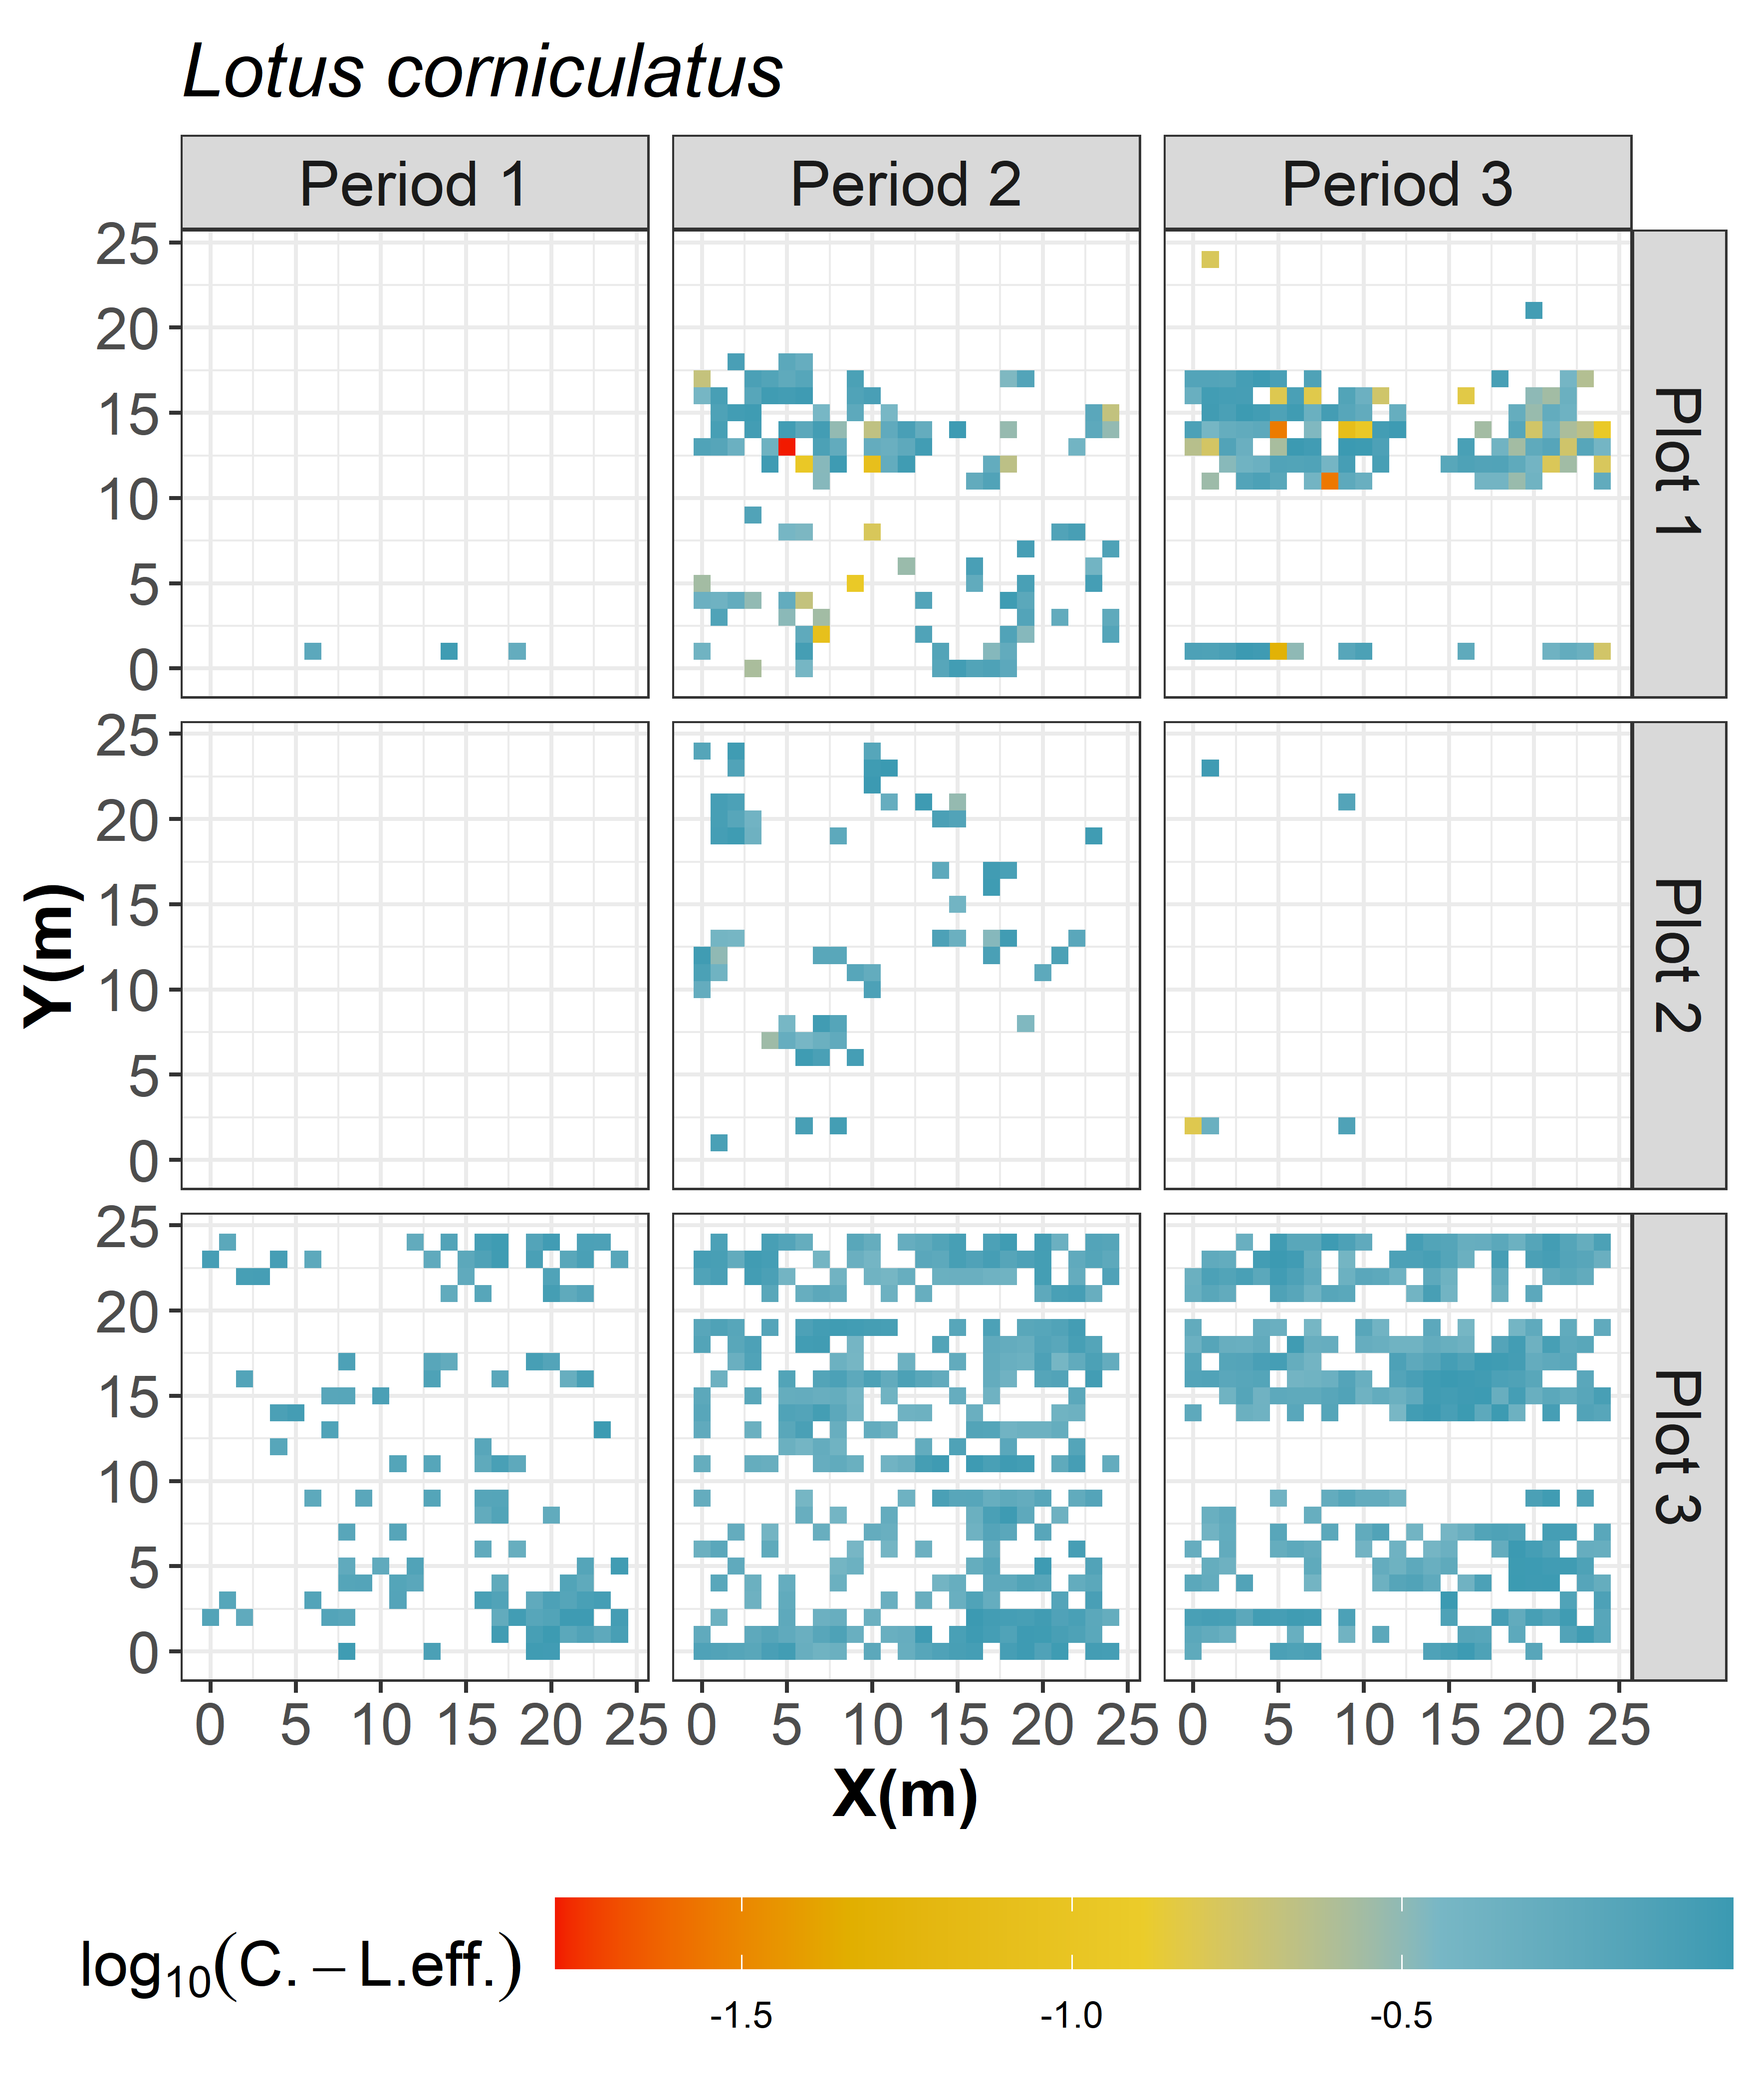 Lotus corniculatus
Period 1 Period 2 Period 3
25
20
15
10
5
0
Plot 1
25
20
15
10
5
0
Plot 2
25
20
15
10
5
0
Plot 3
Y(m)
0 5 10 15 20 25 0 5 10 15 20 25 0 5 10 15 20 25
X(m)
log₁₀(C. − L.eff.)
-1.5 -1.0 -0.5